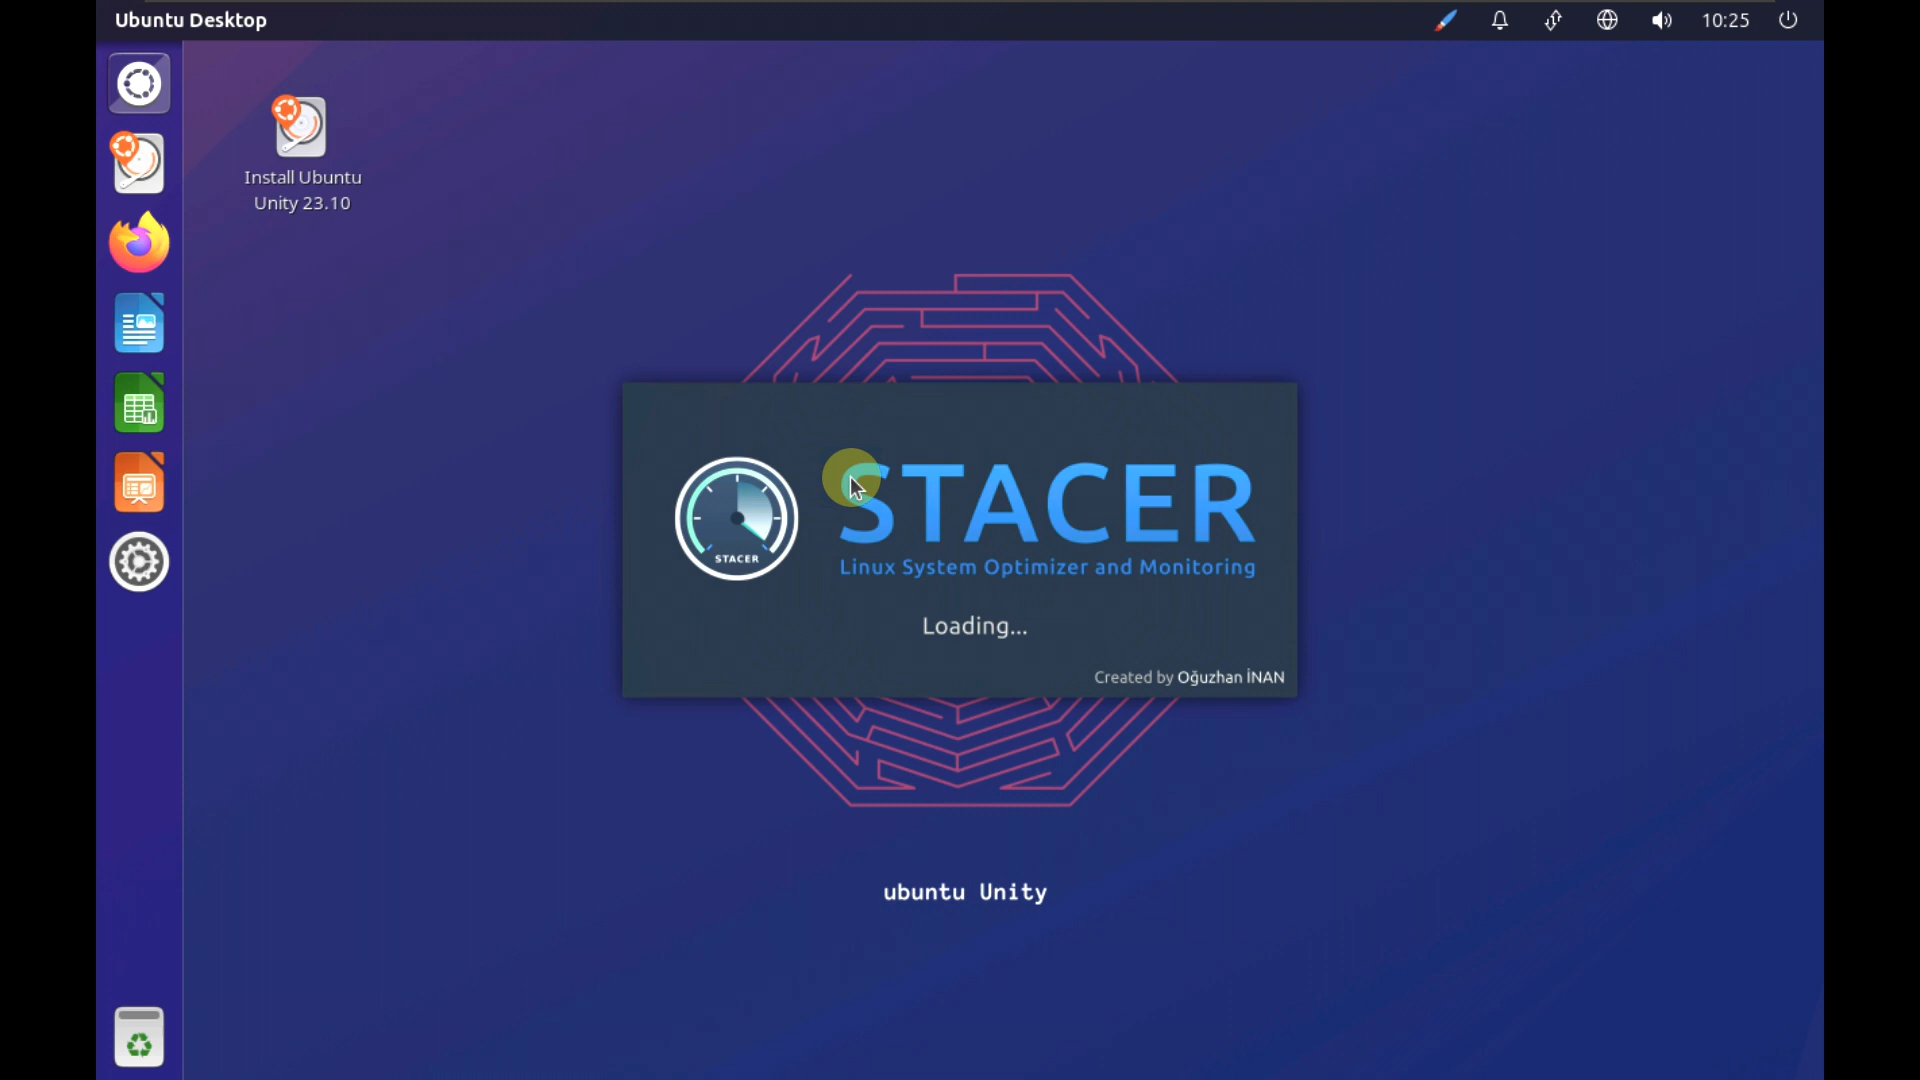 Ubuntu Desktop
10:25
Install Ubuntu
Unity 23.10
STACER
STACER
Linux System Optimizer and Monitoring
Loading...
Created by Oğuzhan İNAN
ubuntu Unity